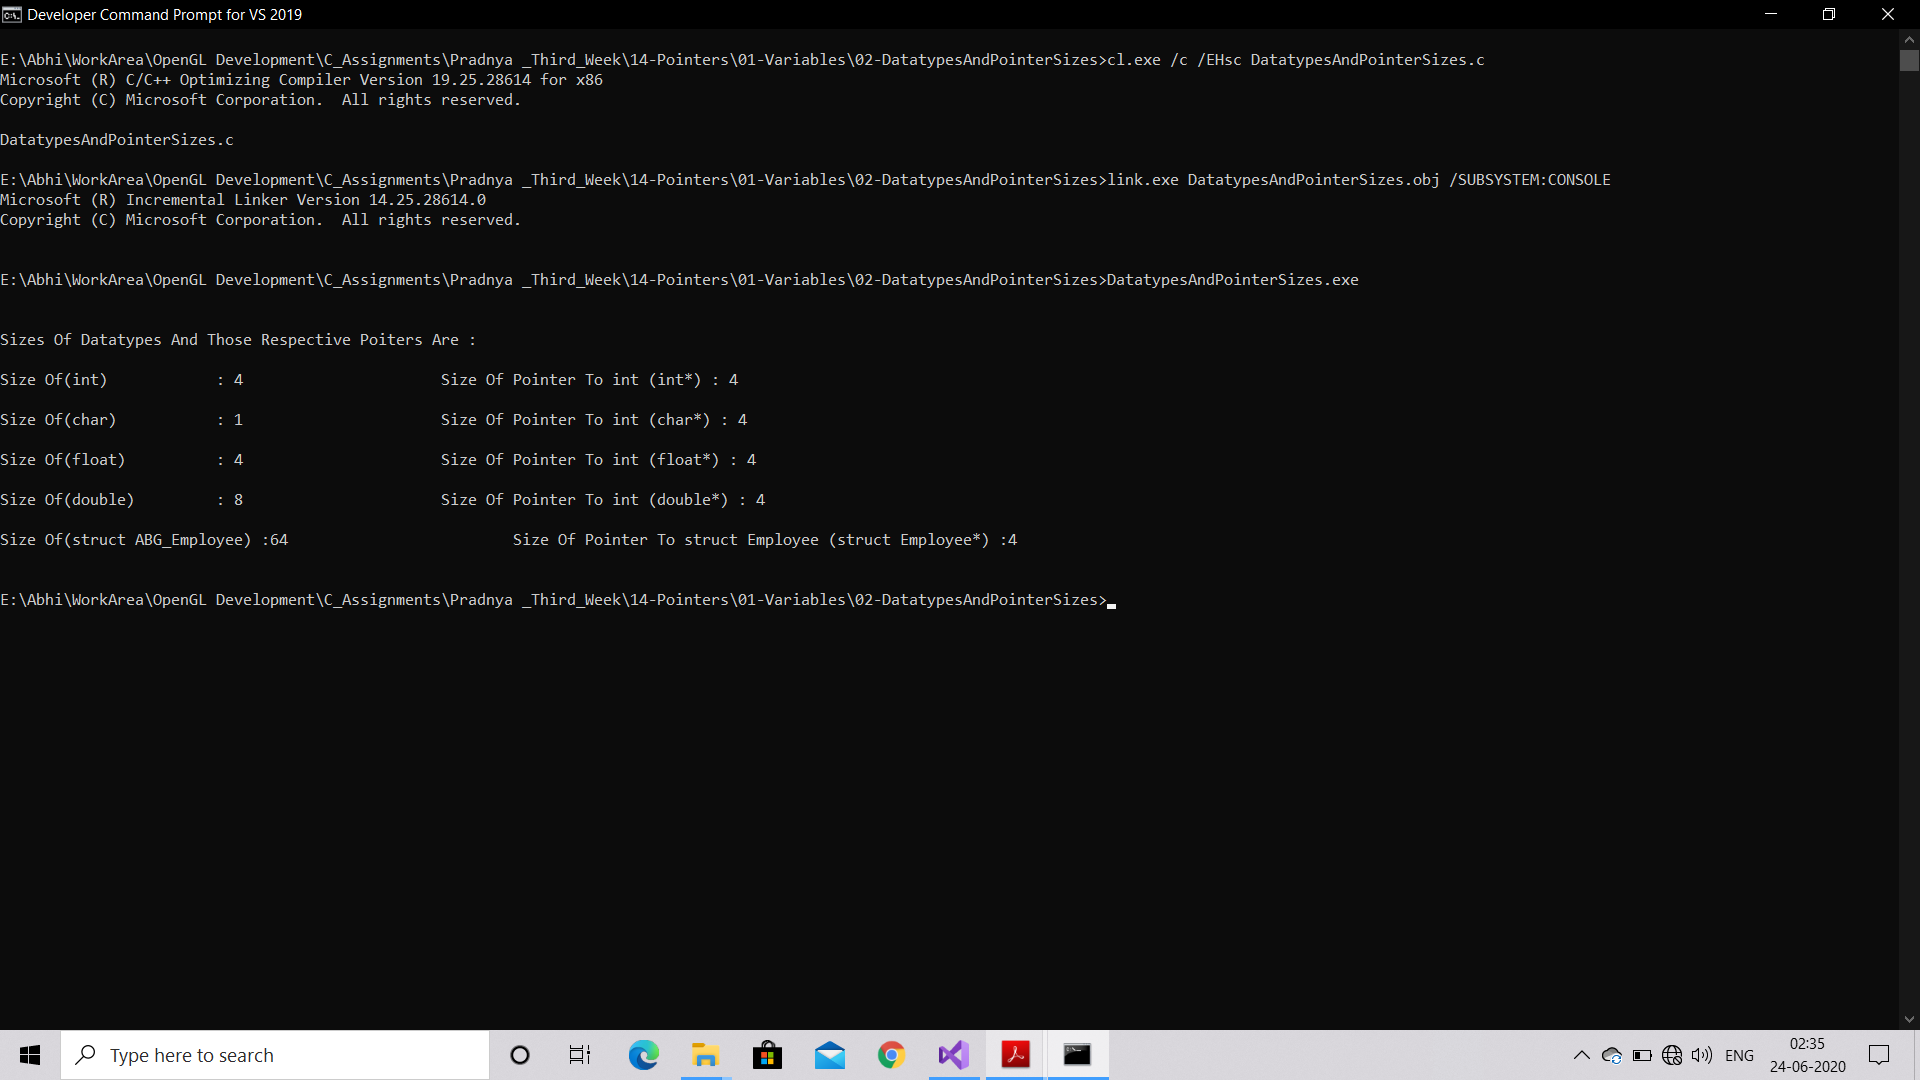 Developer Command Prompt for VS 2019
E:\Abhi\WorkArea\OpenGL Development\C_Assignments\Pradnya _Third_Week\14-Pointers\01-Variables\02-DatatypesAndPointerSizes>cl.exe /c /EHsc DatatypesAndPointerSizes.c
Microsoft (R) C/C++ Optimizing Compiler Version 19.25.28614 for x86
Copyright (C) Microsoft Corporation.  All rights reserved.
DatatypesAndPointerSizes.c
E:\Abhi\WorkArea\OpenGL Development\C_Assignments\Pradnya _Third_Week\14-Pointers\01-Variables\02-DatatypesAndPointerSizes>link.exe DatatypesAndPointerSizes.obj /SUBSYSTEM:CONSOLE
Microsoft (R) Incremental Linker Version 14.25.28614.0
Copyright (C) Microsoft Corporation.  All rights reserved.
E:\Abhi\WorkArea\OpenGL Development\C_Assignments\Pradnya _Third_Week\14-Pointers\01-Variables\02-DatatypesAndPointerSizes>DatatypesAndPointerSizes.exe
Sizes Of Datatypes And Those Respective Poiters Are :
Size Of(int)            : 4                      Size Of Pointer To int (int*) : 4
Size Of(char)           : 1                      Size Of Pointer To int (char*) : 4
Size Of(float)          : 4                      Size Of Pointer To int (float*) : 4
Size Of(double)         : 8                      Size Of Pointer To int (double*) : 4
Size Of(struct ABG_Employee) :64                         Size Of Pointer To struct Employee (struct Employee*) :4
E:\Abhi\WorkArea\OpenGL Development\C_Assignments\Pradnya _Third_Week\14-Pointers\01-Variables\02-DatatypesAndPointerSizes>
Type here to search
ENG
02:35
24-06-2020